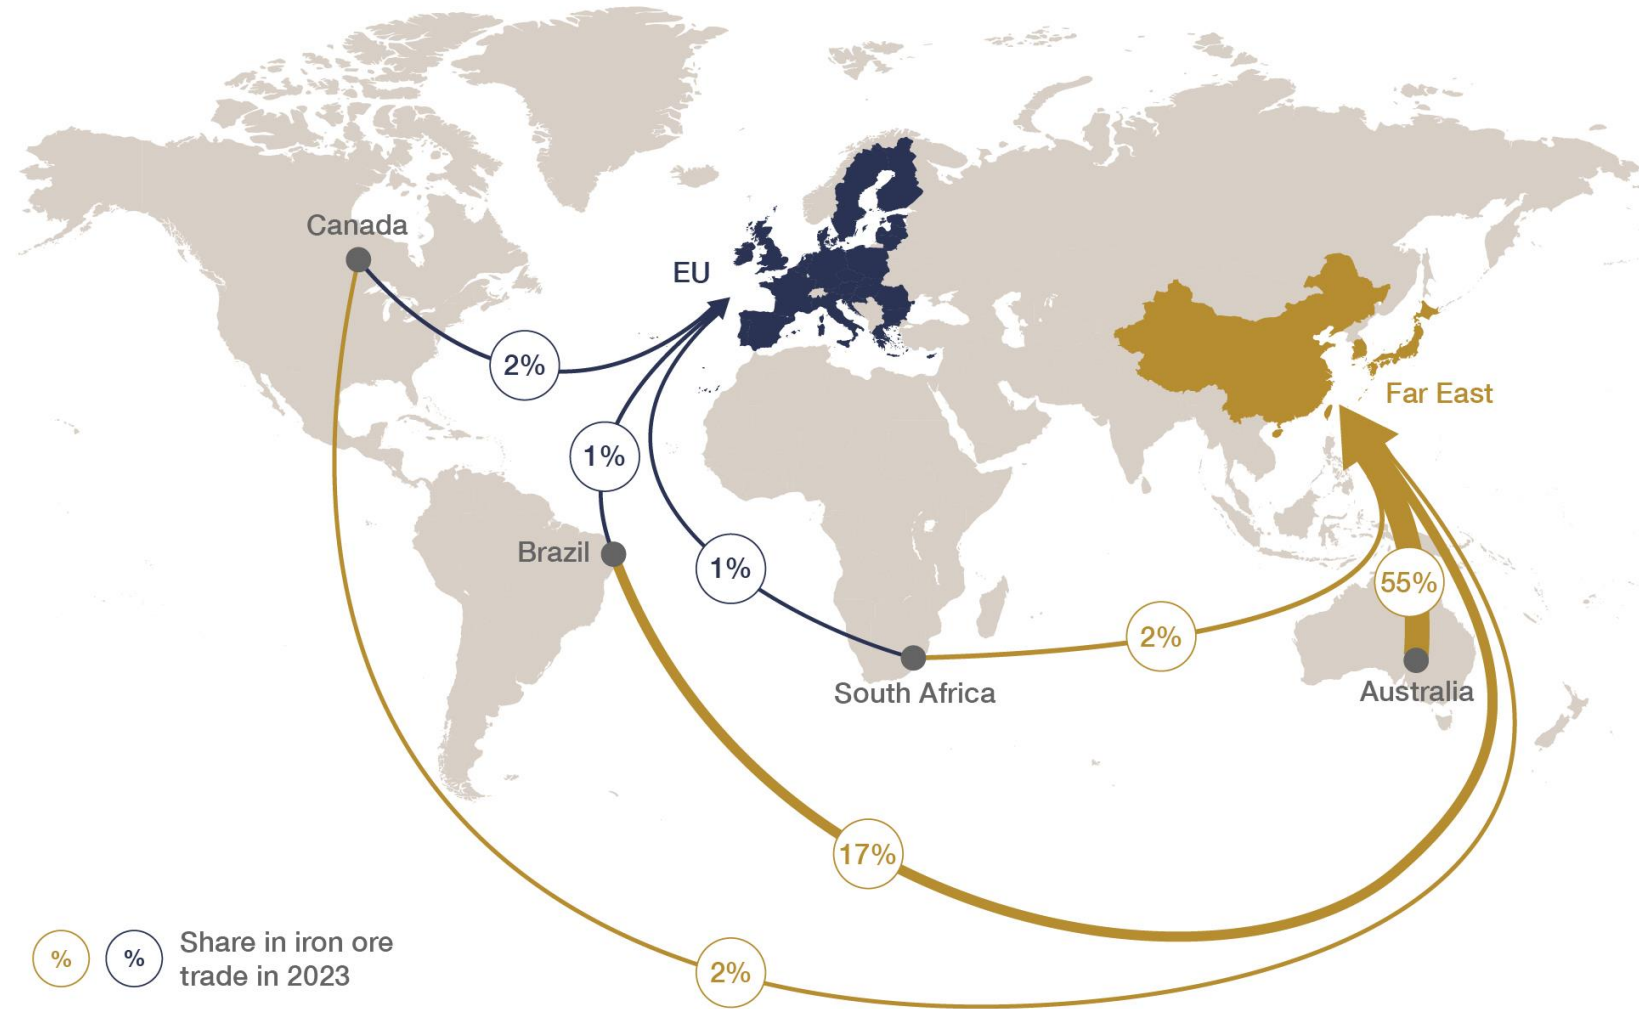 Canada
EU
2%
Far East
1%
Brazil
1%
55%
2%
South Africa
Australia
17%
2%
% % Share in iron ore
trade in 2023